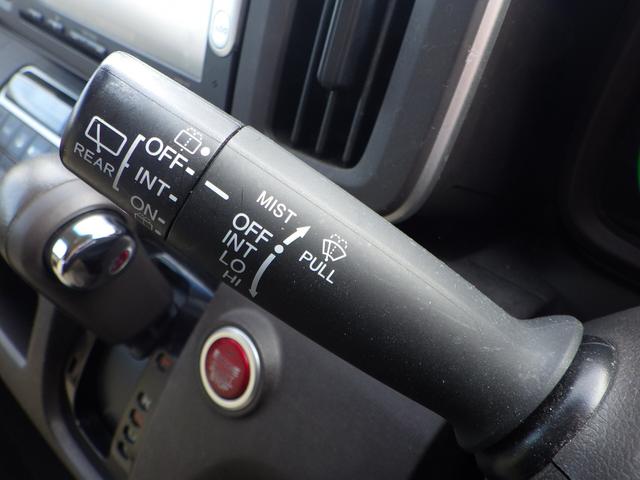 REAR
OFF
INT
ON
MIST
OFF
INT
LO
HI
PULL